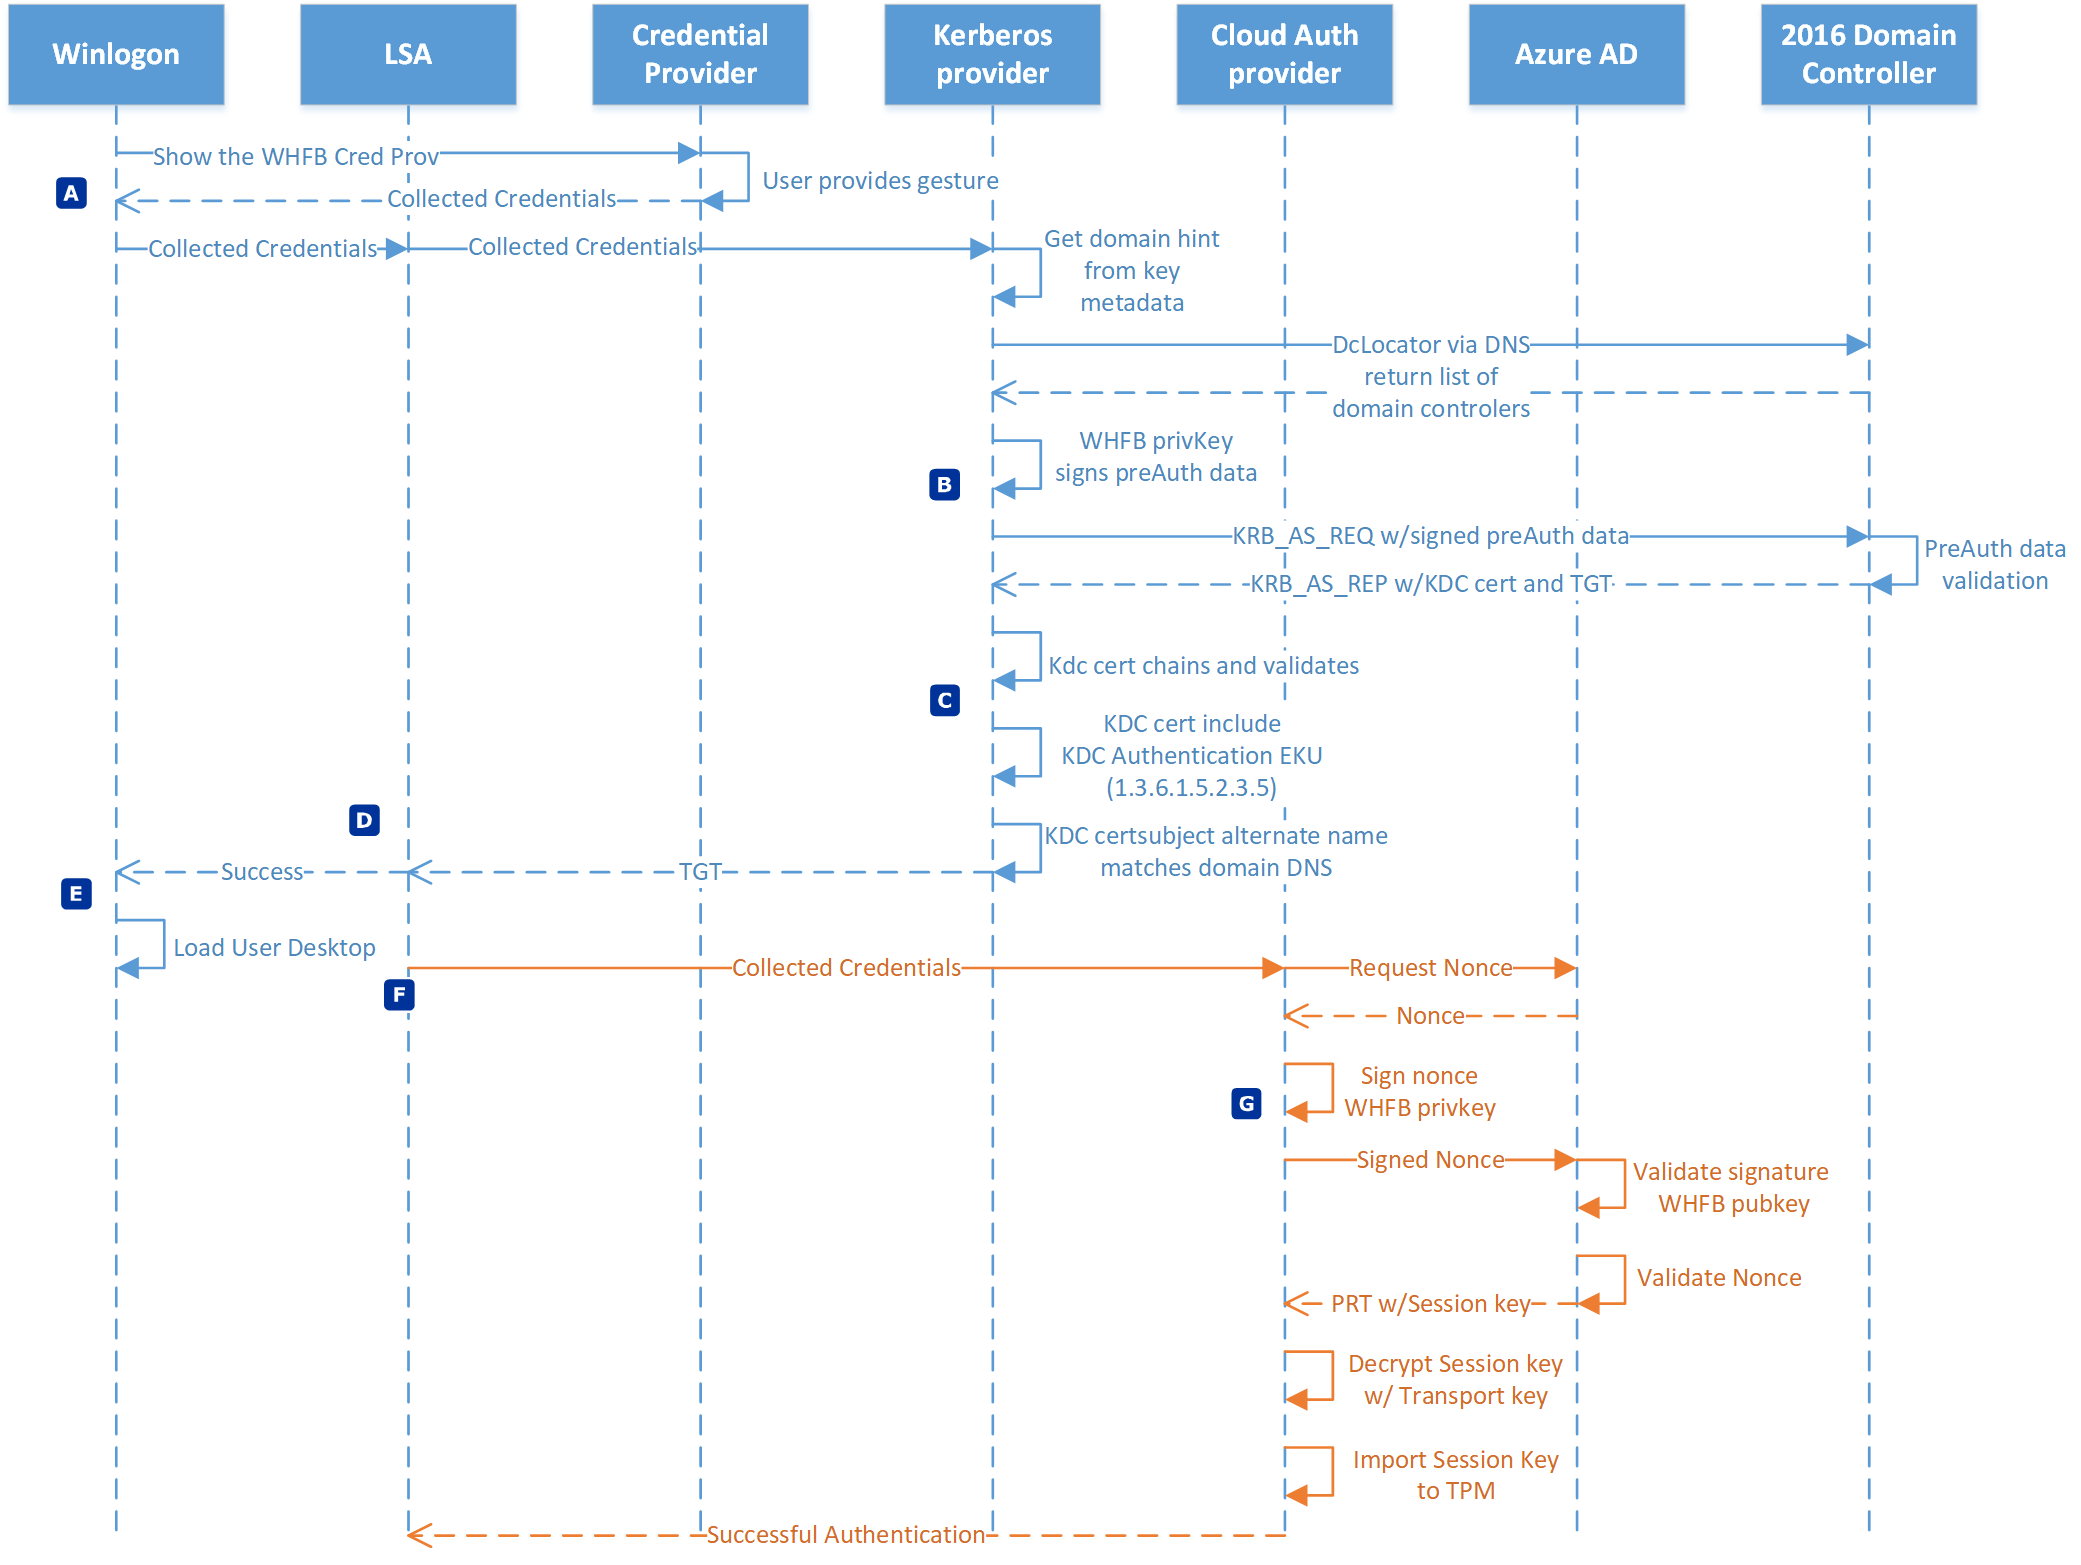 Winlogon
LSA
Credential
Provider
Kerberos
provider
Cloud Auth
provider
Azure AD
2016 Domain
Controller
Show the WHFB Cred Prov
User provides gesture
A
Collected Credentials
Collected Credentials
Collected Credentials
Get domain hint
from key
metadata
DcLocator via DNS
return list of
domain controlers
WHFB privKey
signs preAuth data
B
KRB_AS_REQ w/signed preAuth data
PreAuth data
validation
KRB_AS_REP w/KDC cert and TGT
Kdc cert chains and validates
C
KDC cert include
KDC Authentication EKU
(1.3.6.1.5.2.3.5)
D
KDC certsubject alternate name
matches domain DNS
Success
TGT
E
Load User Desktop
Collected Credentials
Request Nonce
F
Nonce
Sign nonce
WHFB privkey
G
Signed Nonce
Validate signature
WHFB pubkey
Validate Nonce
PRT w/Session key
Decrypt Session key
w/ Transport key
Import Session Key
to TPM
Successful Authentication